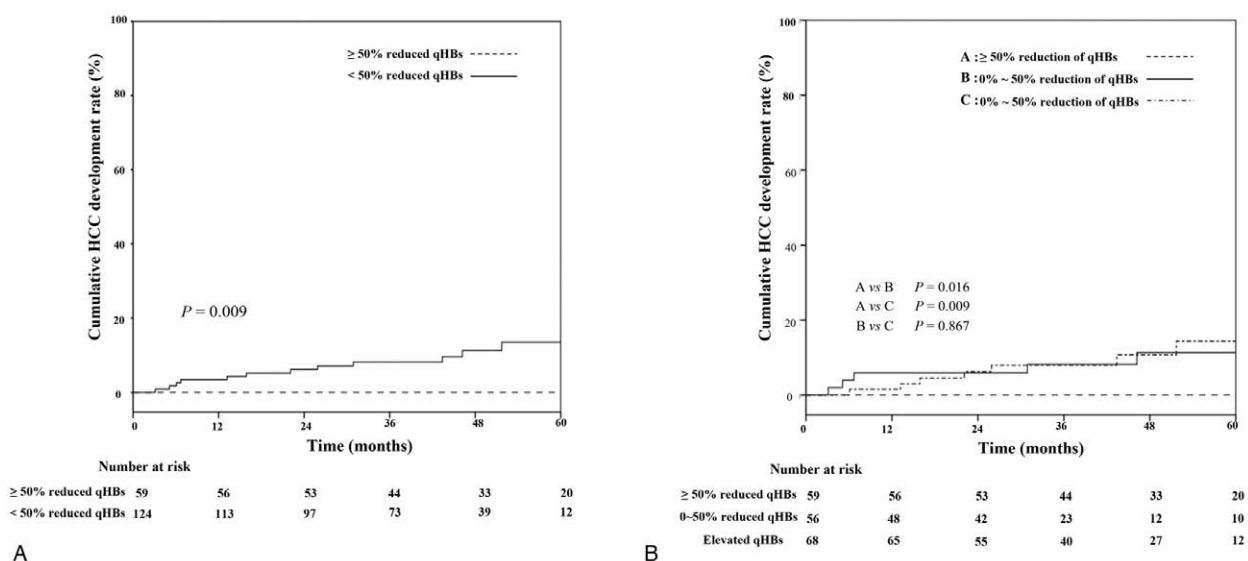 100
80
60
40
20
0
Cumulative HCC development rate (%)
≥ 50% reduced qHBs
< 50% reduced qHBs
P = 0.009
0 12 24 36 48 60
Time (months)
Number at risk
≥ 50% reduced qHBs 59 56 53 44 33 20
< 50% reduced qHBs 124 113 97 73 39 12
A
100
80
60
40
20
0
Cumulative HCC development rate (%)
A : ≥ 50% reduction of qHBs
B : 0% ~ 50% reduction of qHBs
C : 0% ~ 50% reduction of qHBs
A vs B P = 0.016
A vs C P = 0.009
B vs C P = 0.867
0 12 24 36 48 60
Time (months)
Number at risk
≥ 50% reduced qHBs 59 56 53 44 33 20
0~50% reduced qHBs 56 48 42 23 12 10
Elevated qHBs 68 65 55 40 27 12
B